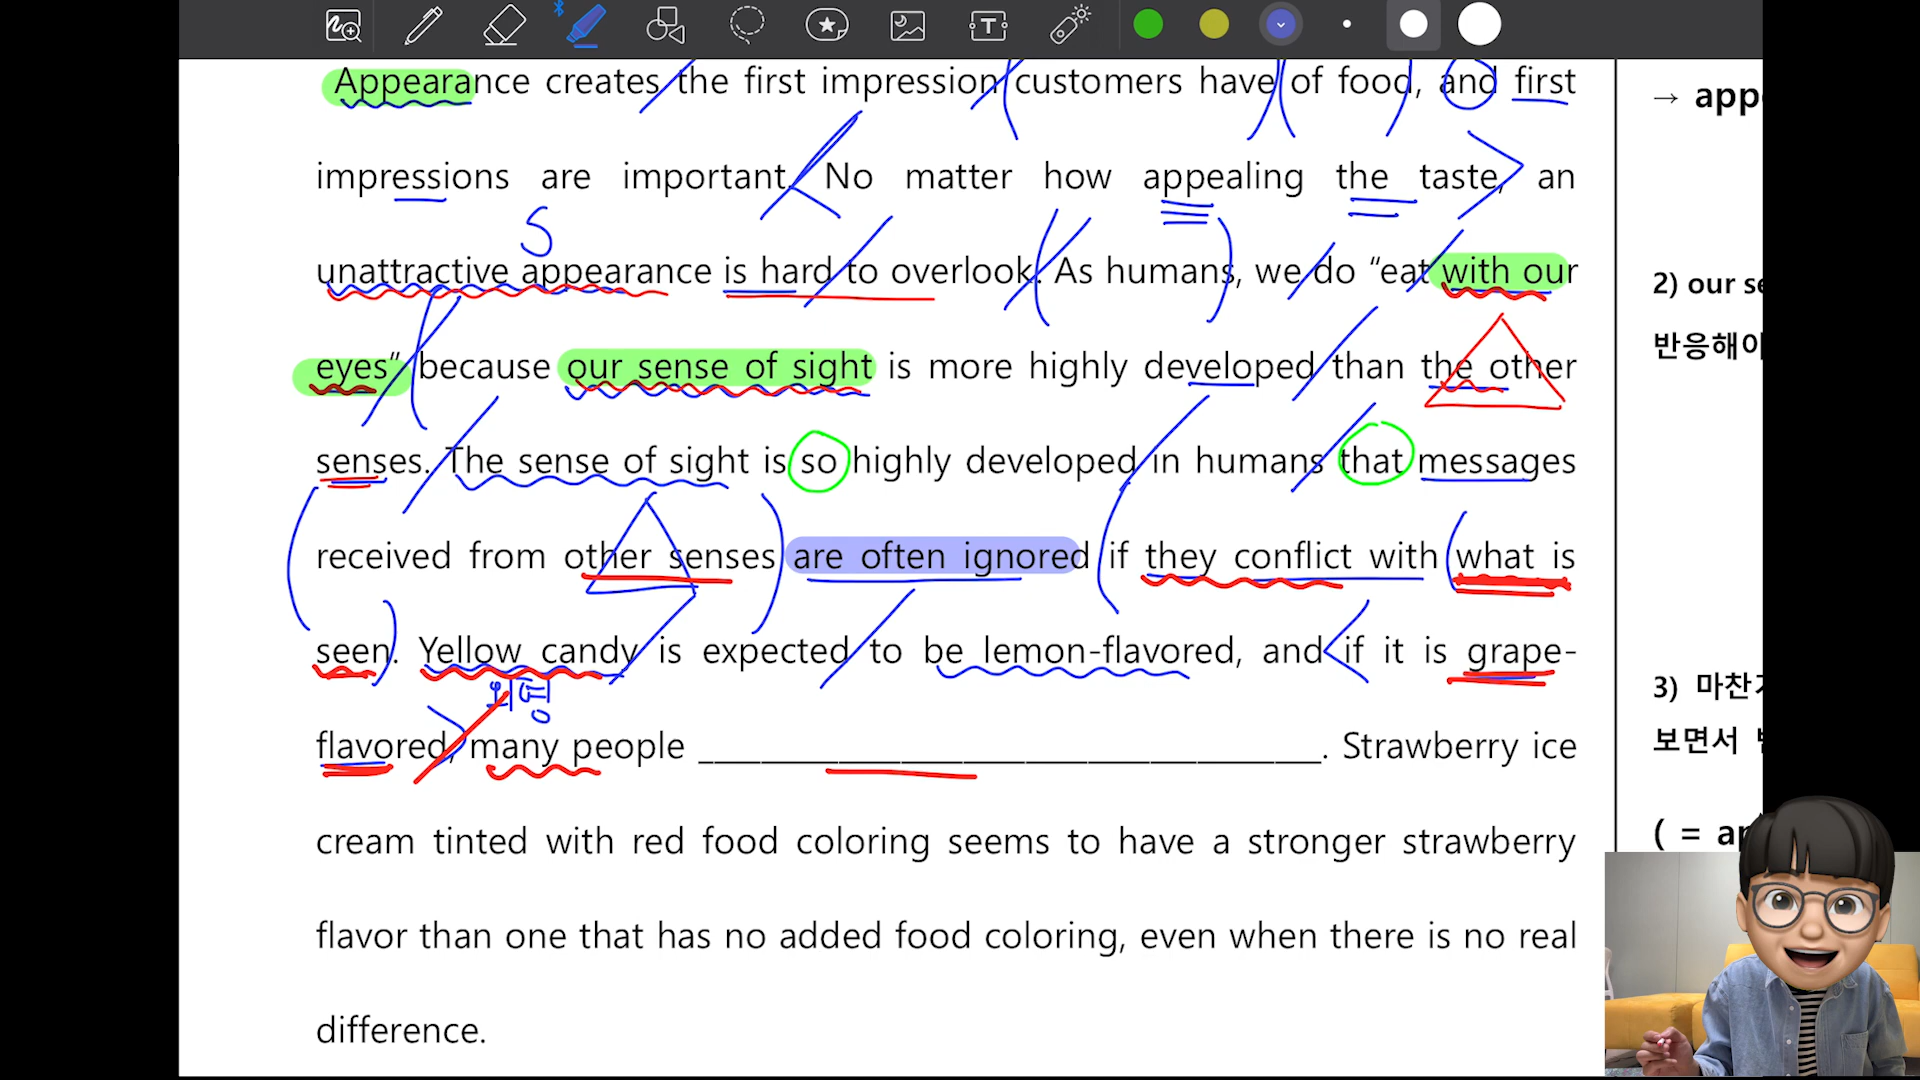 Appearance creates the first impression customers have of food, and first
impressions are important. No matter how appealing the taste, an
S
unattractive appearance is hard to overlook. As humans, we do “eat with our
eyes” because our sense of sight is more highly developed than the other
senses. The sense of sight is so highly developed in humans that messages
received from other senses are often ignored if they conflict with what is
seen. Yellow candy is expected to be lemon-flavored, and if it is grape-
flavored, many people ______________________________. Strawberry ice
cream tinted with red food coloring seems to have a stronger strawberry
flavor than one that has no added food coloring, even when there is no real
difference.
→ app
2) our se
반응해이
3) 마찬
보면서
( = ap
T